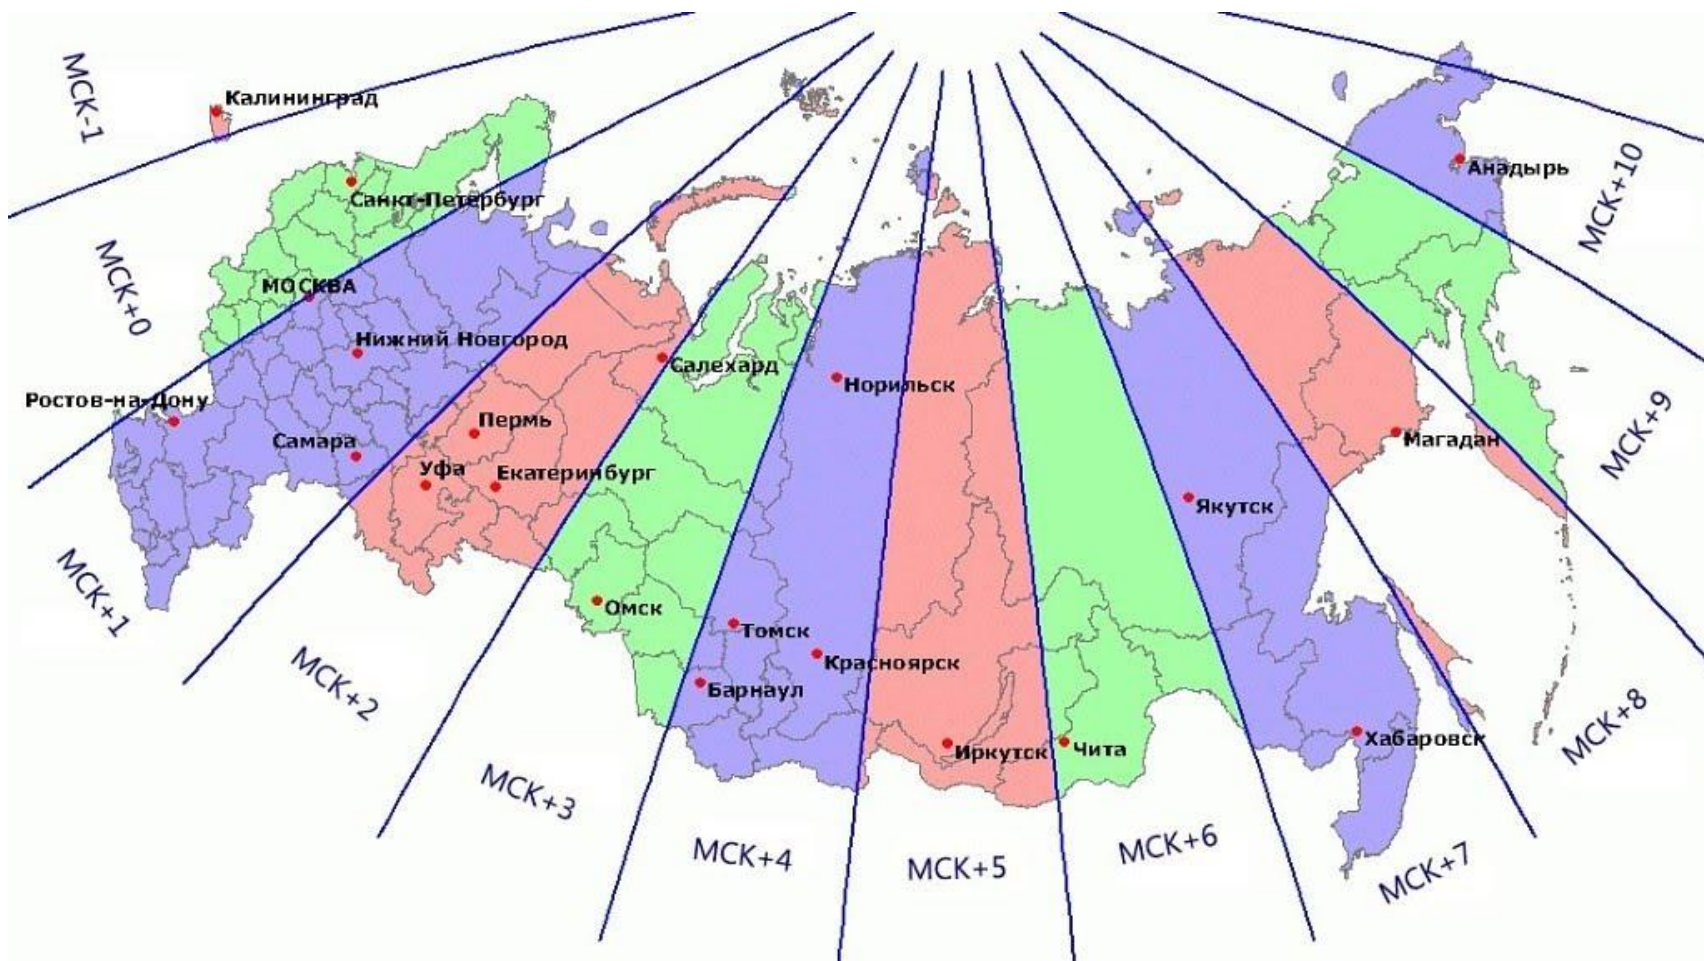 МСК-1
Калининград
МСК+10
Анадырь
Санкт-Петербург
МСК+0
МОСКВА
Нижний Новгород
Салехард
Норильск
Ростов-на-Дону
МСК+9
Пермь
Самара
Магадан
Уфа
Екатеринбург
Якутск
МСК+1
Омск
Томск
Красноярск
МСК+2
Барнаул
МСК+8
Хабаровск
Иркутск
Чита
МСК+3
МСК+4
МСК+5
МСК+6
МСК+7